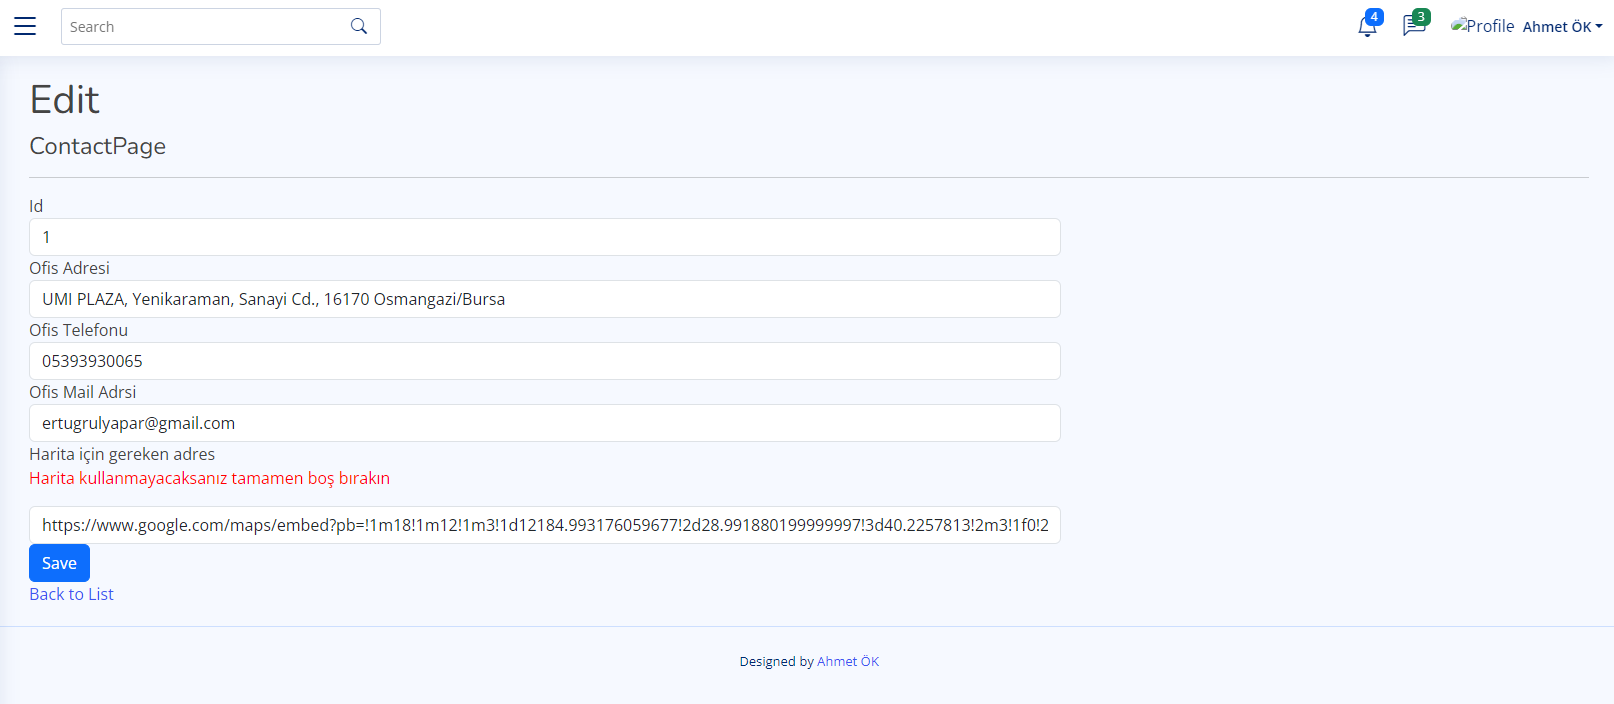 Search
4
3
Profile
Ahmet ÖK
Edit
ContactPage
Id
1
Ofis Adresi
UMI PLAZA, Yenikaraman, Sanayi Cd., 16170 Osmangazi/Bursa
Ofis Telefonu
05393930065
Ofis Mail Adrsi
ertugrulyapar@gmail.com
Harita için gereken adres
Harita kullanmayacaksanız tamamen boş bırakın
https://www.google.com/maps/embed?pb=!1m18!1m12!1m3!1d12184.993176059677!2d28.991880199999997!3d40.2257813!2m3!1f0!2
Save
Back to List
Designed by Ahmet ÖK